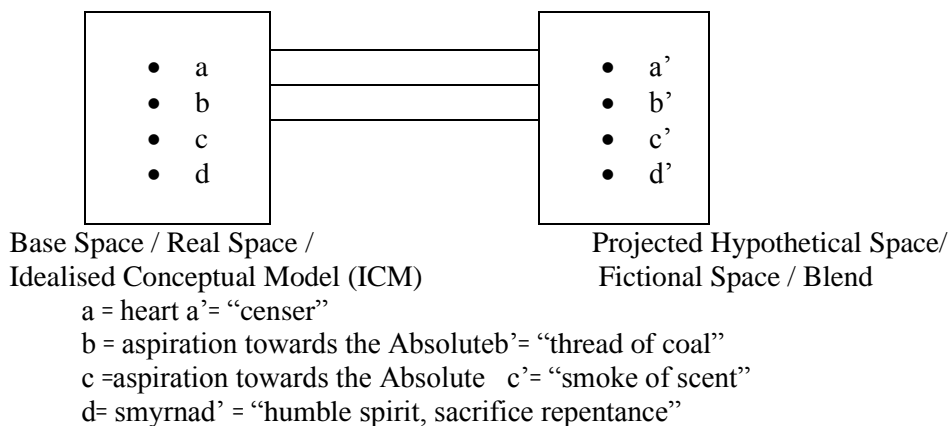 • a • a’
• b • b’
• c • c’
• d • d’
Base Space / Real Space / Projected Hypothetical Space/
Idealised Conceptual Model (ICM) Fictional Space / Blend
a = heart a’= “censer”
b = aspiration towards the Absoluteb’= “thread of coal”
c =aspiration towards the Absolute c’= “smoke of scent”
d= smyrnad’ = “humble spirit, sacrifice repentance”